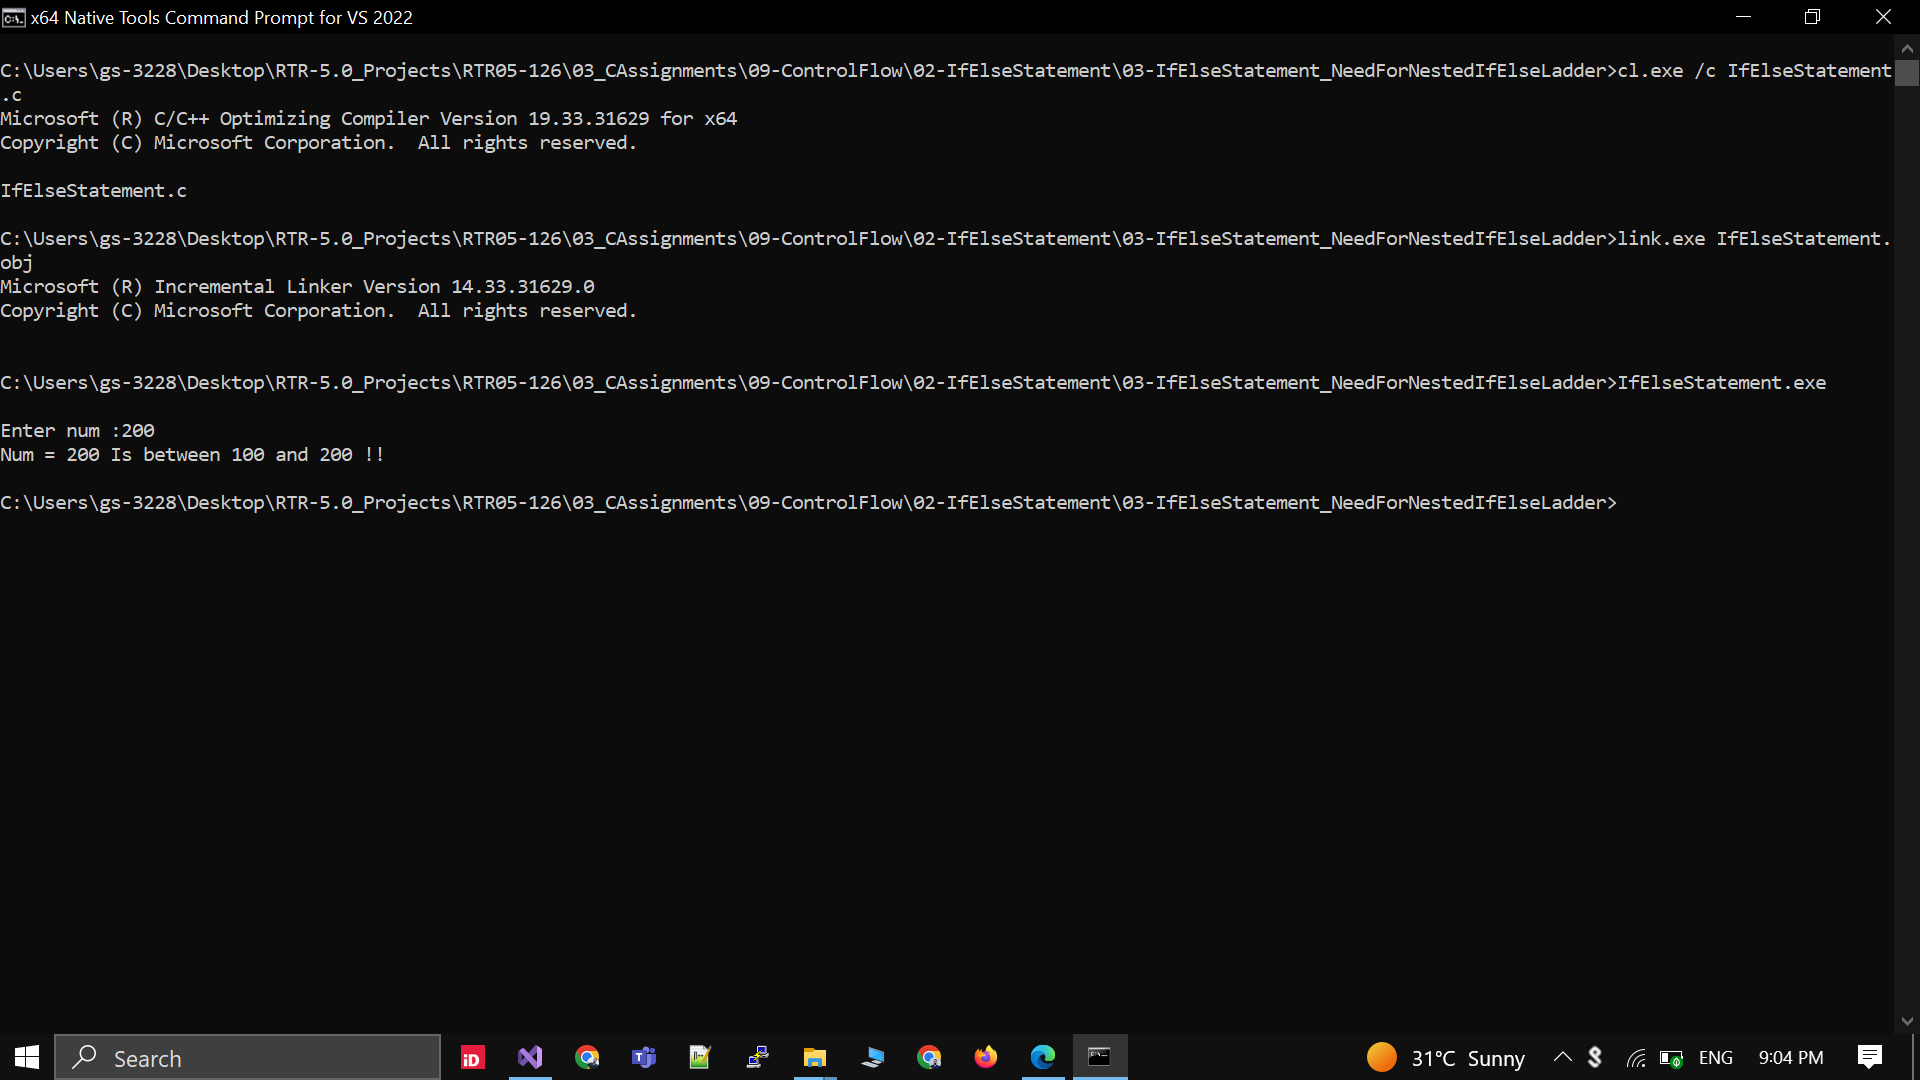 x64 Native Tools Command Prompt for VS 2022
C:\Users\gs-3228\Desktop\RTR-5.0_Projects\RTR05-126\03_CAssignments\09-ControlFlow\02-IfElseStatement\03-IfElseStatement_NeedForNestedIfElseLadder>cl.exe /c IfElseStatement
.c
Microsoft (R) C/C++ Optimizing Compiler Version 19.33.31629 for x64
Copyright (C) Microsoft Corporation.  All rights reserved.
IfElseStatement.c
C:\Users\gs-3228\Desktop\RTR-5.0_Projects\RTR05-126\03_CAssignments\09-ControlFlow\02-IfElseStatement\03-IfElseStatement_NeedForNestedIfElseLadder>link.exe IfElseStatement.
obj
Microsoft (R) Incremental Linker Version 14.33.31629.0
Copyright (C) Microsoft Corporation.  All rights reserved.
C:\Users\gs-3228\Desktop\RTR-5.0_Projects\RTR05-126\03_CAssignments\09-ControlFlow\02-IfElseStatement\03-IfElseStatement_NeedForNestedIfElseLadder>IfElseStatement.exe
Enter num :200
Num = 200 Is between 100 and 200 !!
C:\Users\gs-3228\Desktop\RTR-5.0_Projects\RTR05-126\03_CAssignments\09-ControlFlow\02-IfElseStatement\03-IfElseStatement_NeedForNestedIfElseLadder>
Search
iD
31°C Sunny
ENG
9:04 PM